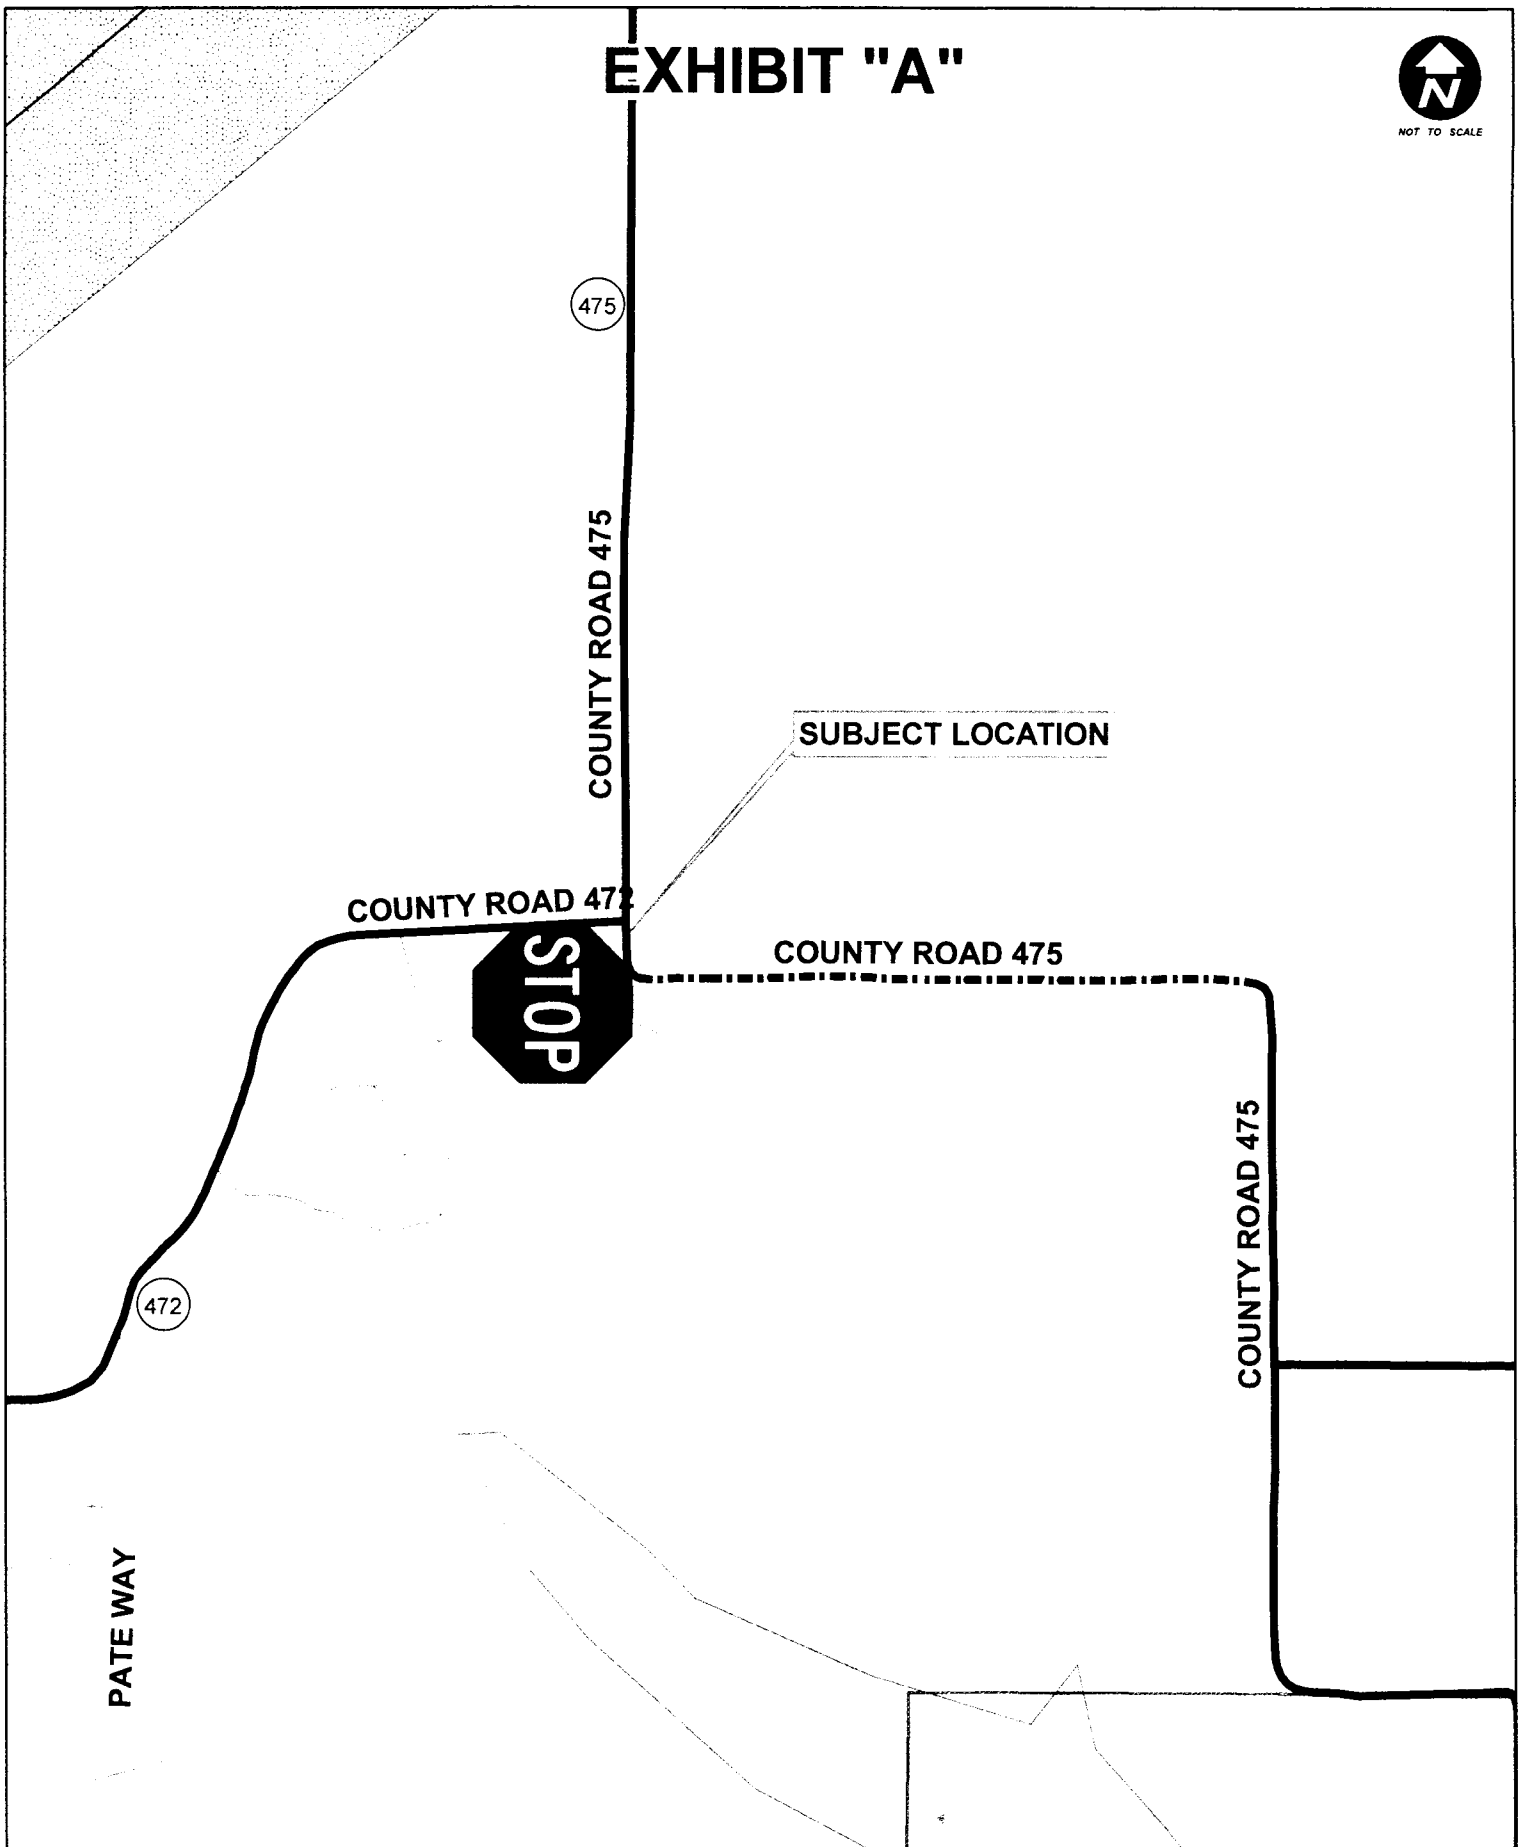 EXHIBIT "A"
N
NOT TO SCALE
475
COUNTY ROAD 475
SUBJECT LOCATION
COUNTY ROAD 472
STOP
COUNTY ROAD 475
COUNTY ROAD 475
472
PATE WAY